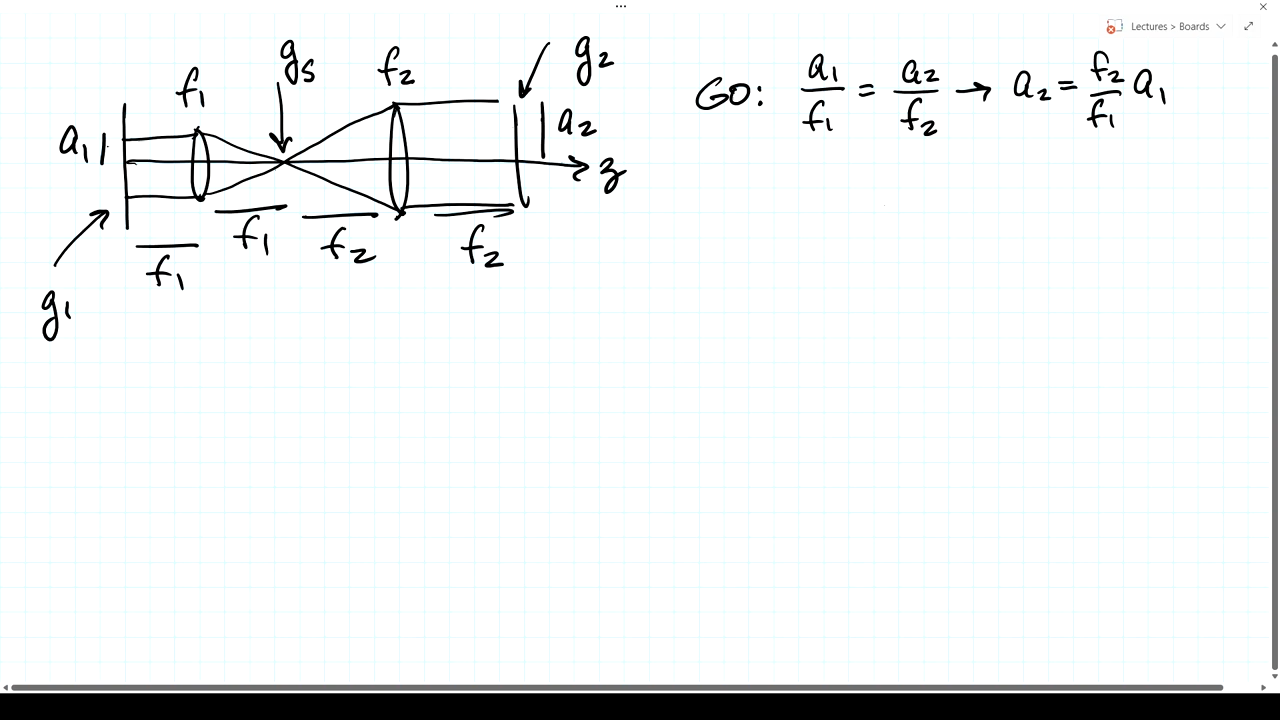 Lectures > Boards
g₅ f₂ g₂
f₁
GO: a₁/f₁ = a₂/f₂ → a₂ = f₂/f₁ a₁
a₁ a₂
z
f₁ f₂ f₂
f₁
g₁